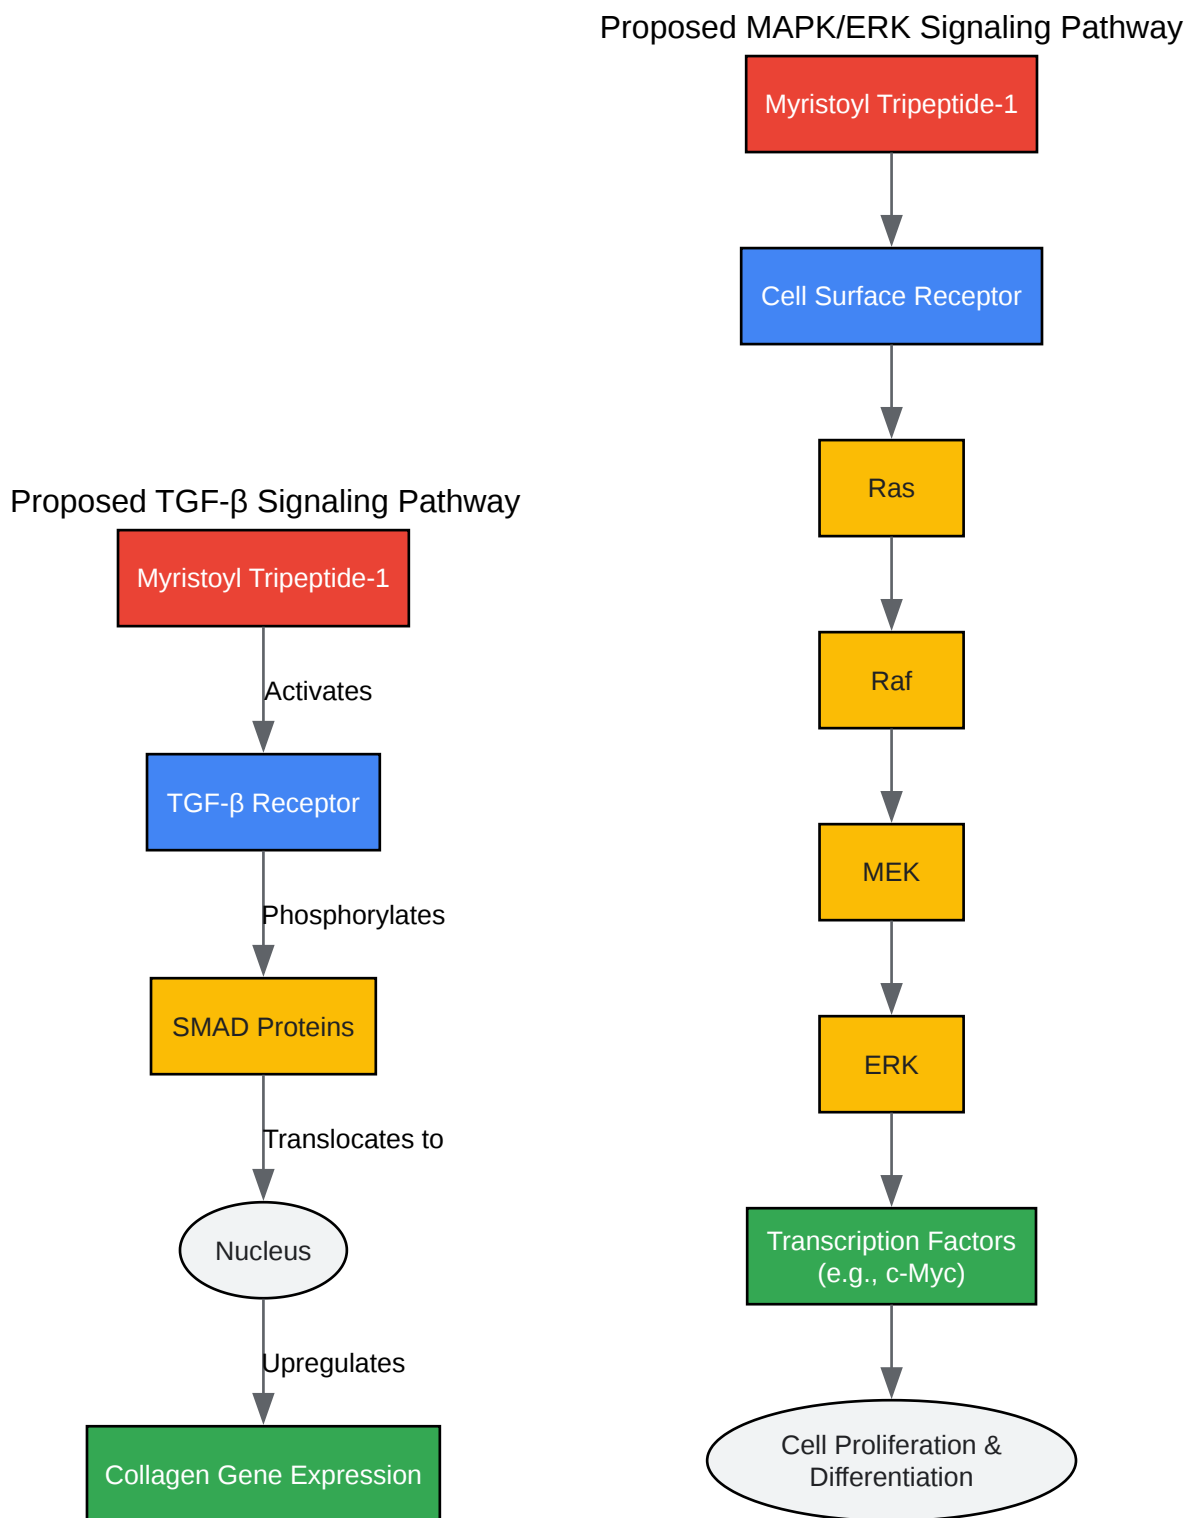 Proposed MAPK/ERK Signaling Pathway
Myristoyl Tripeptide-1
Cell Surface Receptor
Ras
Raf
MEK
ERK
Transcription Factors
(e.g., c-Myc)
Cell Proliferation &
Differentiation
Proposed TGF-β Signaling Pathway
Myristoyl Tripeptide-1
Activates
TGF-β Receptor
Phosphorylates
SMAD Proteins
Translocates to
Nucleus
Upregulates
Collagen Gene Expression